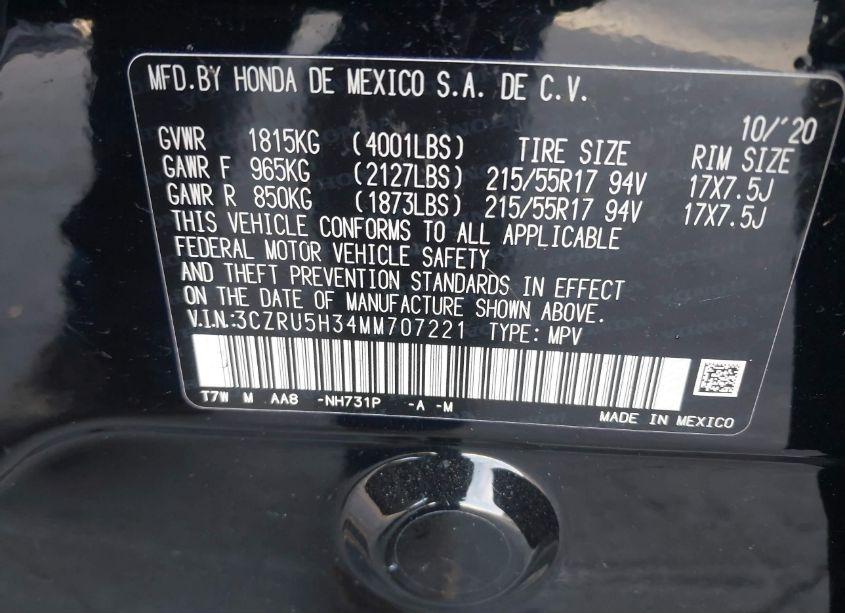 MFD.BY HONDA DE MEXICO S.A. DE C.V.
10/'20
GVWR 1815KG (4001LBS) TIRE SIZE RIM SIZE
GAWR F 965KG (2127LBS) 215/55R17 94V 17X7.5J
GAWR R 850KG (1873LBS) 215/55R17 94V 17X7.5J
THIS VEHICLE CONFORMS TO ALL APPLICABLE
FEDERAL MOTOR VEHICLE SAFETY
AND THEFT PREVENTION STANDARDS IN EFFECT
ON THE DATE OF MANUFACTURE SHOWN ABOVE.
V.I.N:3CZRU5H34MM707221 TYPE: MPV
T7W M AA8 -NH731P -A -M
MADE IN MEXICO